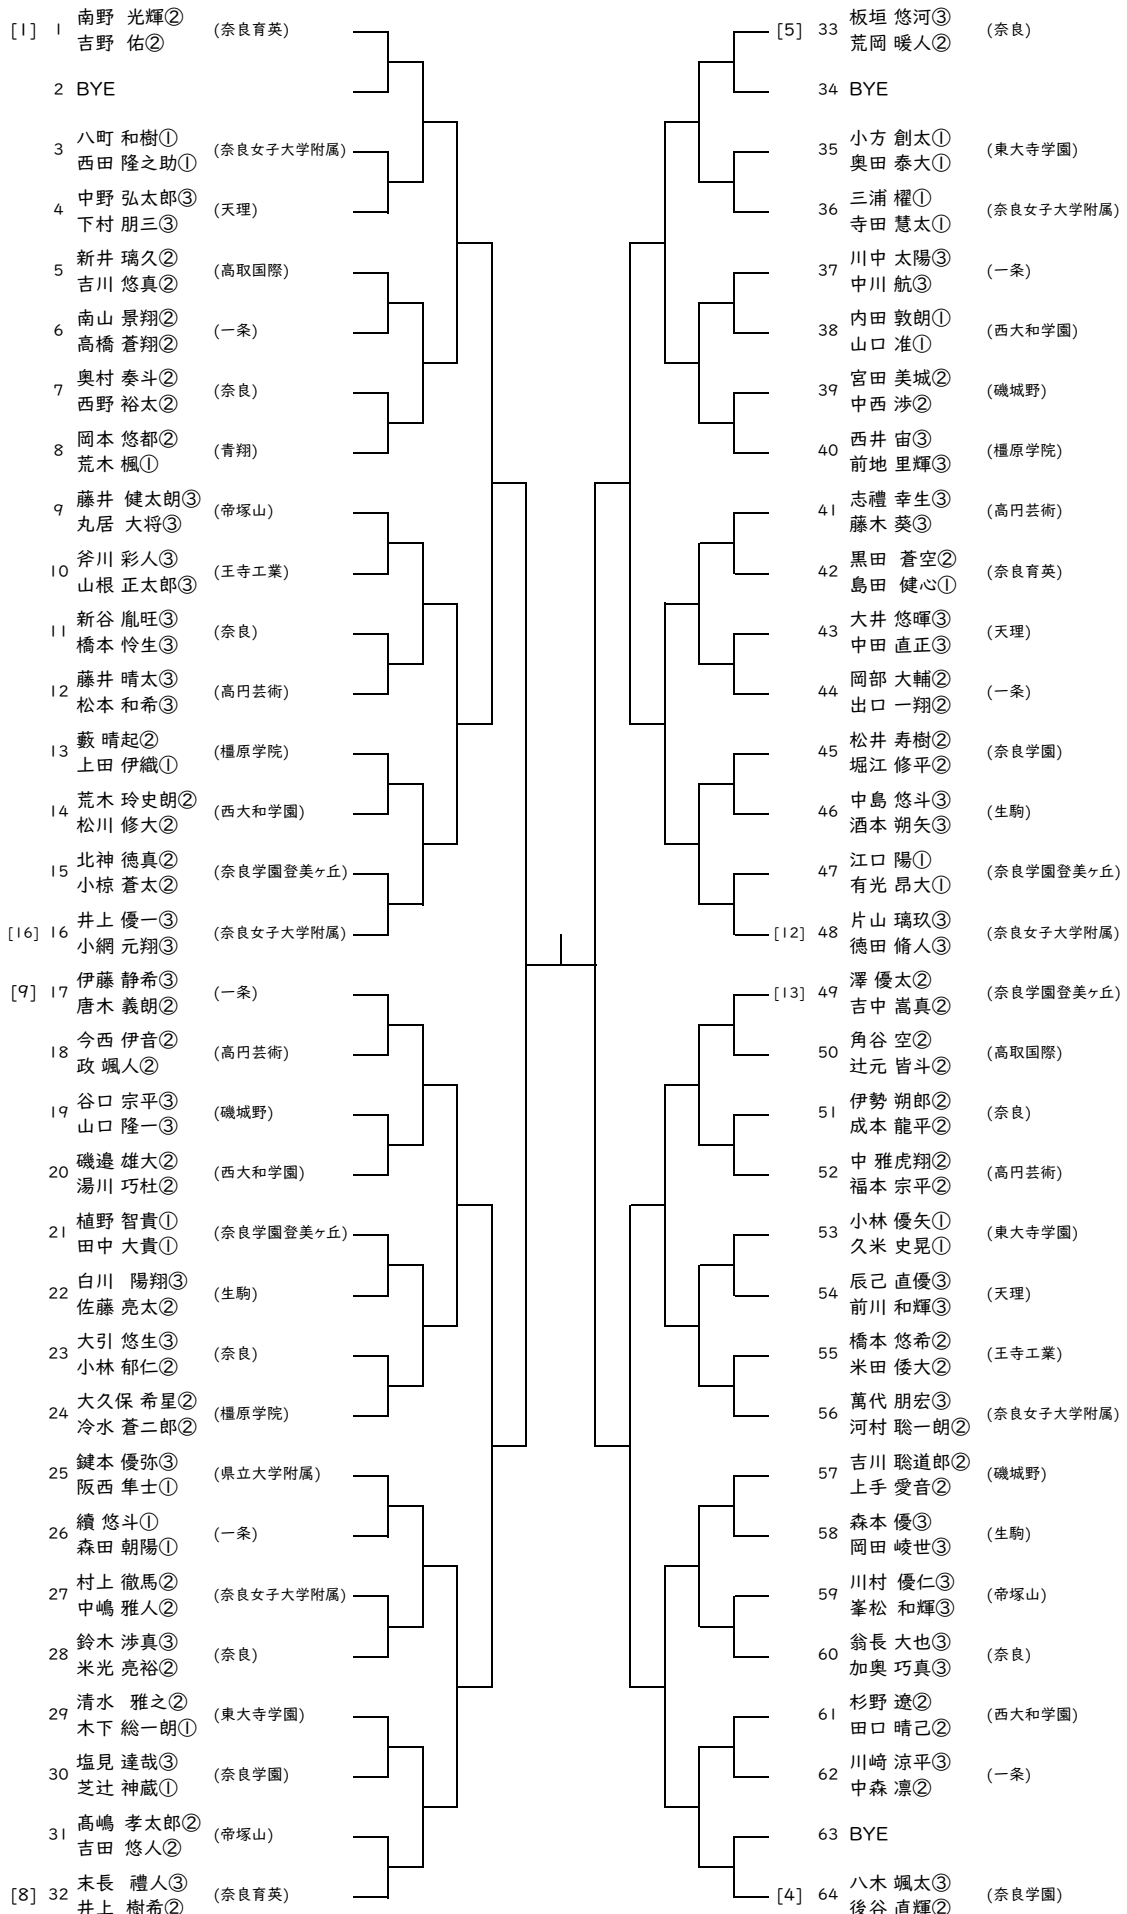 [1] 1 南野 光輝② (奈良育英)
吉野 佑②
2 BYE
3 八町 和樹① (奈良女子大学附属)
西田 隆之助①
4 中野 弘太郎③ (天理)
下村 朋三③
5 新井 璃久② (高取国際)
吉川 悠真②
6 南山 景翔② (一条)
高橋 蒼翔②
7 奥村 奏斗② (奈良)
西野 裕太②
8 岡本 悠都② (青翔)
荒木 楓①
9 藤井 健太朗③ (帝塚山)
丸居 大将③
10 斧川 彩人③ (王寺工業)
山根 正太郎③
11 新谷 胤旺③ (奈良)
橋本 怜生③
12 藤井 晴太③ (高円芸術)
松本 和希③
13 藪 晴起② (橿原学院)
上田 伊織①
14 荒木 玲史朗② (西大和学園)
松川 修大②
15 北神 徳真② (奈良学園登美ヶ丘)
小椋 蒼太②
[16] 16 井上 優一③ (奈良女子大学附属)
小網 元翔③
[9] 17 伊藤 静希③ (一条)
唐木 義朗②
18 今西 伊音② (高円芸術)
政 颯人②
19 谷口 宗平③ (磯城野)
山口 隆一③
20 磯邉 雄大② (西大和学園)
湯川 巧杜②
21 植野 智貴① (奈良学園登美ヶ丘)
田中 大貴①
22 白川 陽翔③ (生駒)
佐藤 亮太②
23 大引 悠生③ (奈良)
小林 郁仁②
24 大久保 希星② (橿原学院)
冷水 蒼二郎②
25 鍵本 優弥③ (県立大学附属)
阪西 隼士①
26 續 悠斗① (一条)
森田 朝陽①
27 村上 徹馬② (奈良女子大学附属)
中嶋 雅人②
28 鈴木 渉真③ (奈良)
米光 亮裕②
29 清水 雅之② (東大寺学園)
木下 総一朗①
30 塩見 達哉③ (奈良学園)
芝辻 神蔵①
31 髙嶋 孝太郎② (帝塚山)
吉田 悠人②
[8] 32 末長 禮人③ (奈良育英)
井上 樹希②
[5] 33 板垣 悠河③ (奈良)
荒岡 暖人②
34 BYE
35 小方 創太① (東大寺学園)
奥田 泰大①
36 三浦 櫂① (奈良女子大学附属)
寺田 慧太①
37 川中 太陽③ (一条)
中川 航③
38 内田 敦朗① (西大和学園)
山口 准①
39 宮田 美城② (磯城野)
中西 渉②
40 西井 宙③ (橿原学院)
前地 里輝③
41 志禮 幸生③ (高円芸術)
藤木 葵③
42 黒田 蒼空② (奈良育英)
島田 健心①
43 大井 悠暉③ (天理)
中田 直正③
44 岡部 大輔② (一条)
出口 一翔②
45 松井 寿樹② (奈良学園)
堀江 修平②
46 中島 悠斗③ (生駒)
酒本 朔矢③
47 江口 陽① (奈良学園登美ヶ丘)
有光 昂大①
[12] 48 片山 璃玖③ (奈良女子大学附属)
徳田 脩人③
[13] 49 澤 優太② (奈良学園登美ヶ丘)
吉中 嵩真②
50 角谷 空② (高取国際)
辻元 皆斗②
51 伊勢 朔郎② (奈良)
成本 龍平②
52 中 雅虎翔② (高円芸術)
福本 宗平②
53 小林 優矢① (東大寺学園)
久米 史晃①
54 辰己 直優③ (天理)
前川 和輝③
55 橋本 悠希② (王寺工業)
米田 倭大②
56 萬代 朋宏③ (奈良女子大学附属)
河村 聡一朗②
57 吉川 聡道郎② (磯城野)
上手 愛音②
58 森本 優③ (生駒)
岡田 崚世③
59 川村 優仁③ (帝塚山)
峯松 和輝③
60 翁長 大也③ (奈良)
加奥 巧真③
61 杉野 遼② (西大和学園)
田口 晴己②
62 川﨑 涼平③ (一条)
中森 凛②
63 BYE
[4] 64 八木 颯太③ (奈良学園)
後谷 直輝②